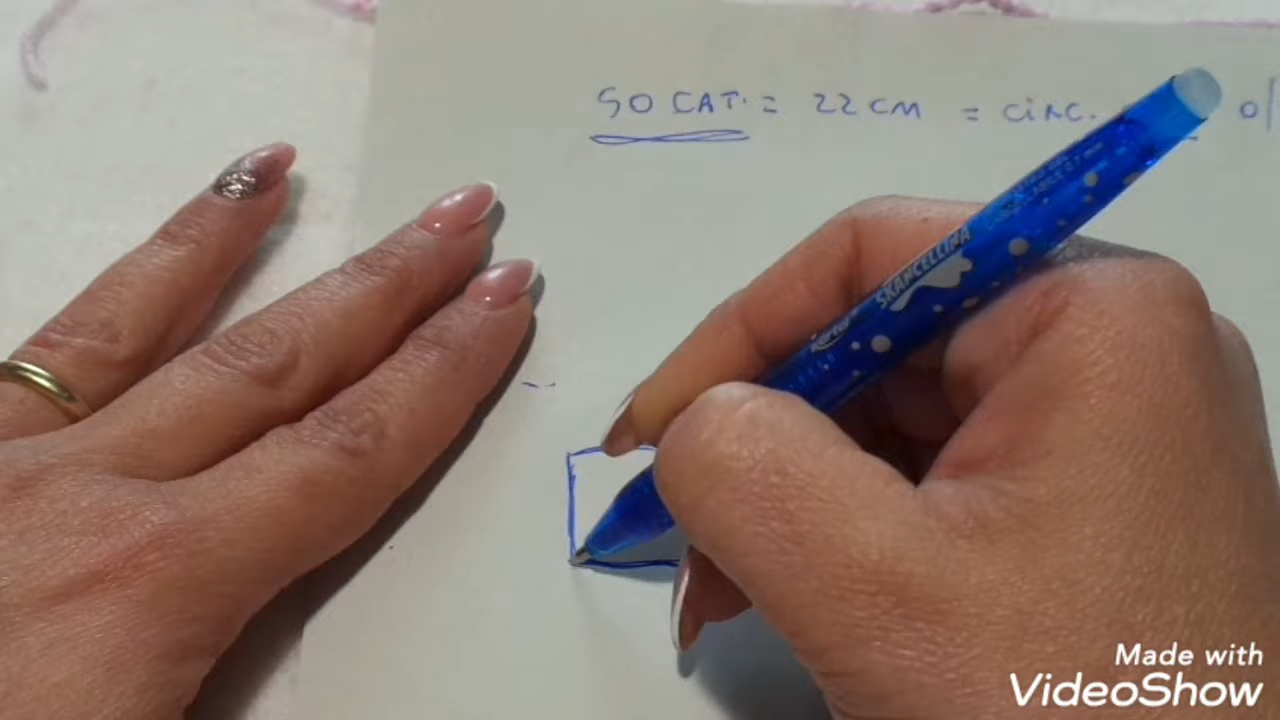 50 CAT. = 22 CM = CIRC.
SKANCELLINA
Made with
VideoShow